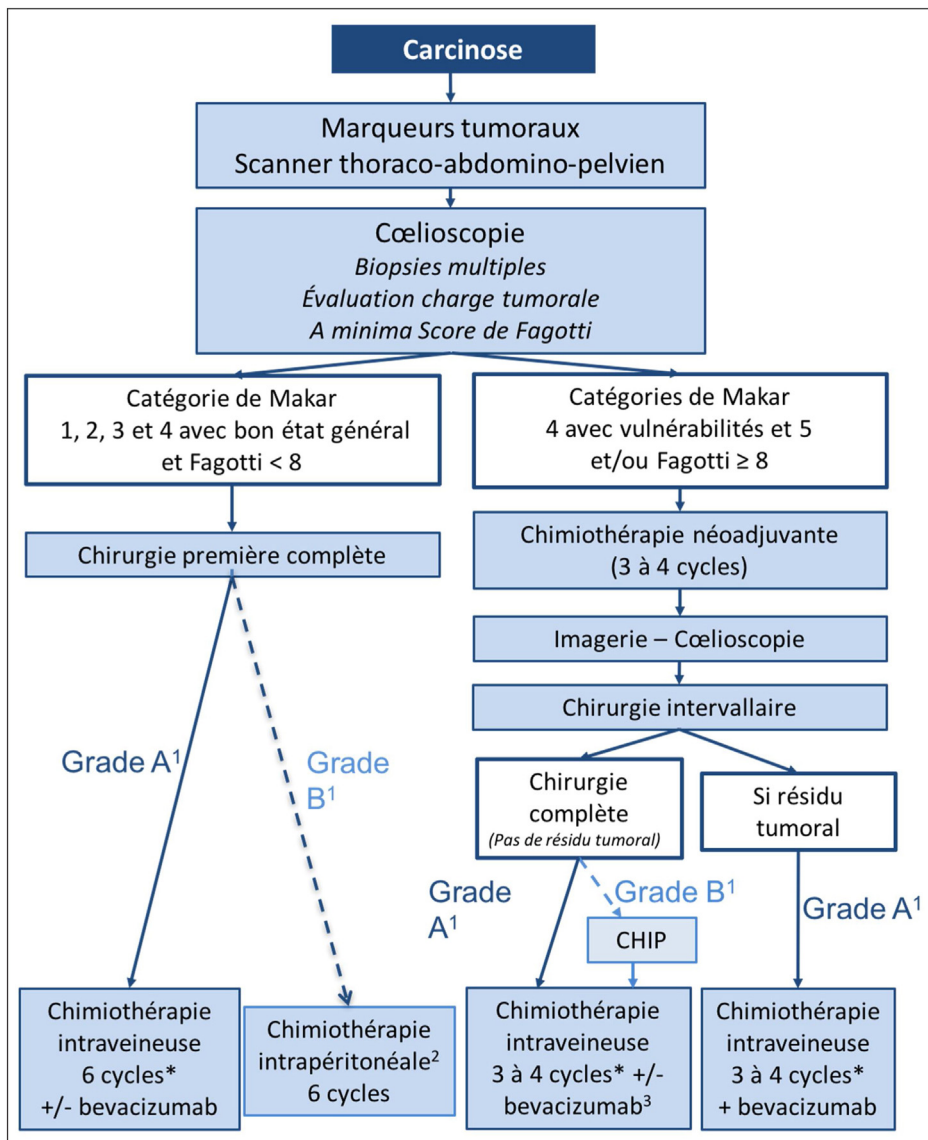 Carcinose
Marqueurs tumoraux
Scanner thoraco-abdomino-pelvien
Cœlioscopie
Biopsies multiples
Évaluation charge tumorale
A minima Score de Fagotti
Catégorie de Makar
1, 2, 3 et 4 avec bon état général
et Fagotti < 8
Catégories de Makar
4 avec vulnérabilités et 5
et/ou Fagotti ≥ 8
Chirurgie première complète
Chimiothérapie néoadjuvante
(3 à 4 cycles)
Imagerie – Cœlioscopie
Chirurgie intervallaire
Grade A¹
Grade
B¹
Chirurgie
complète
(Pas de résidu tumoral)
Si résidu
tumoral
Grade
A¹
Grade B¹
Grade A¹
CHIP
Chimiothérapie
intraveineuse
6 cycles*
+/- bevacizumab
Chimiothérapie
intrapéritonéale²
6 cycles
Chimiothérapie
intraveineuse
3 à 4 cycles* +/-
bevacizumab³
Chimiothérapie
intraveineuse
3 à 4 cycles*
+ bevacizumab